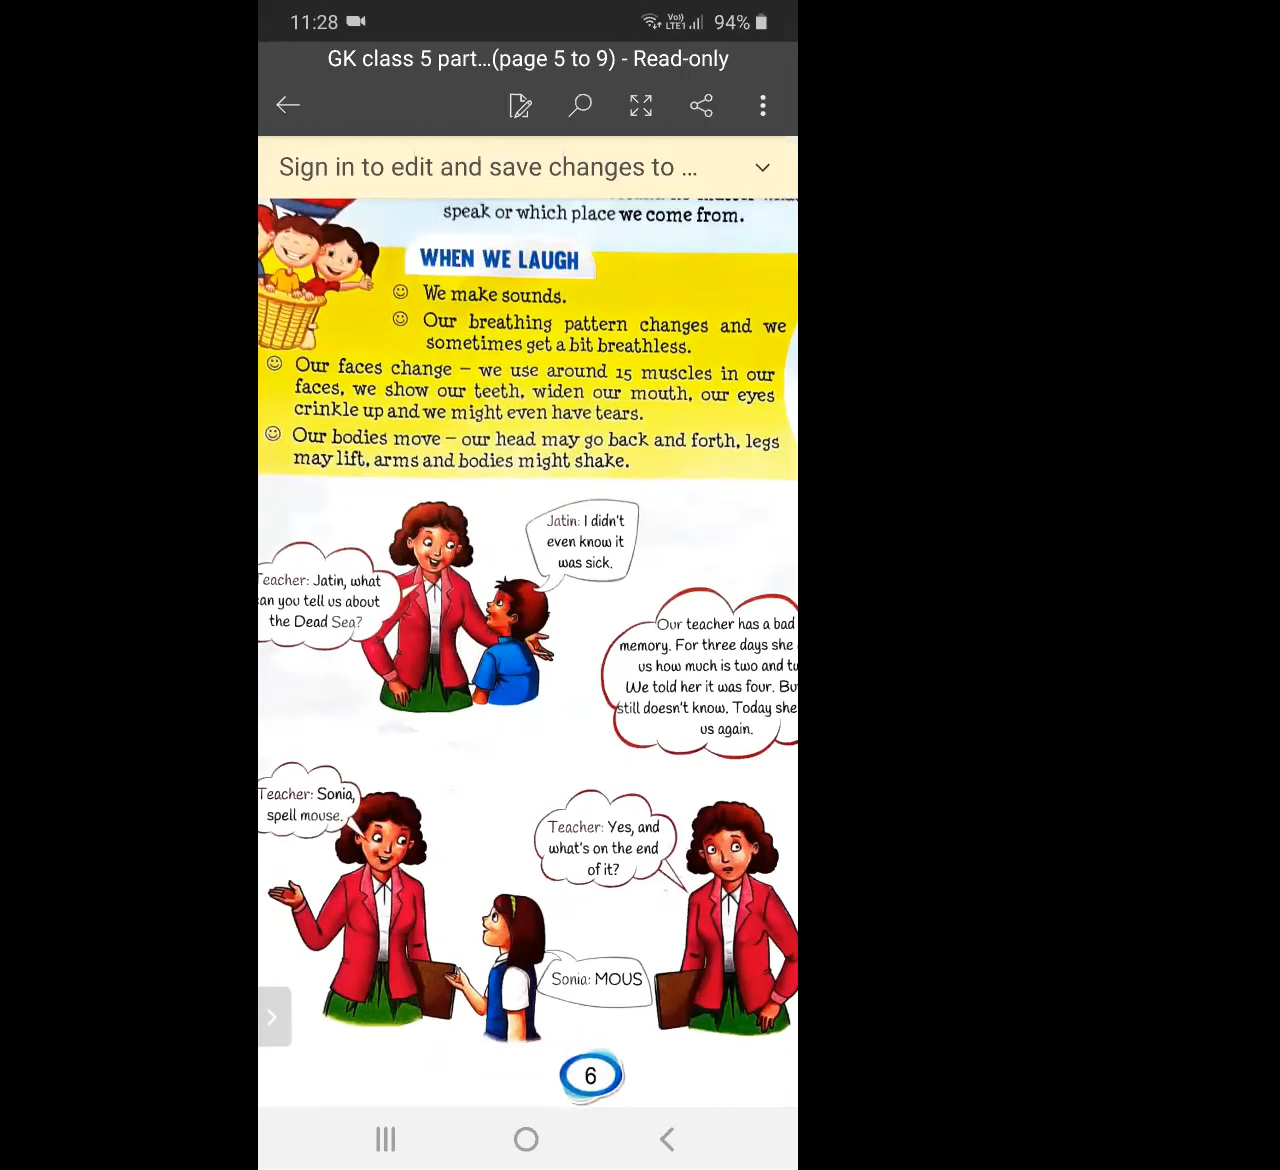 11:28
Vo)) LTE1 94%
GK class 5 part...(page 5 to 9) - Read-only
Sign in to edit and save changes to ...
speak or which place we come from.
WHEN WE LAUGH
We make sounds.
Our breathing pattern changes and we
sometimes get a bit breathless.
Our faces change – we use around 15 muscles in our
faces, we show our teeth, widen our mouth, our eyes
crinkle up and we might even have tears.
Our bodies move – our head may go back and forth, legs
may lift, arms and bodies might shake.
Jatin: I didn't
even know it
was sick.
Teacher: Jatin, what
can you tell us about
the Dead Sea?
Our teacher has a bad
memory. For three days she
us how much is two and
We told her it was four.
still doesn't know. Today she
us again.
Teacher: Sonia,
spell mouse.
Teacher: Yes, and
what's on the end
of it?
Sonia: MOUS
6